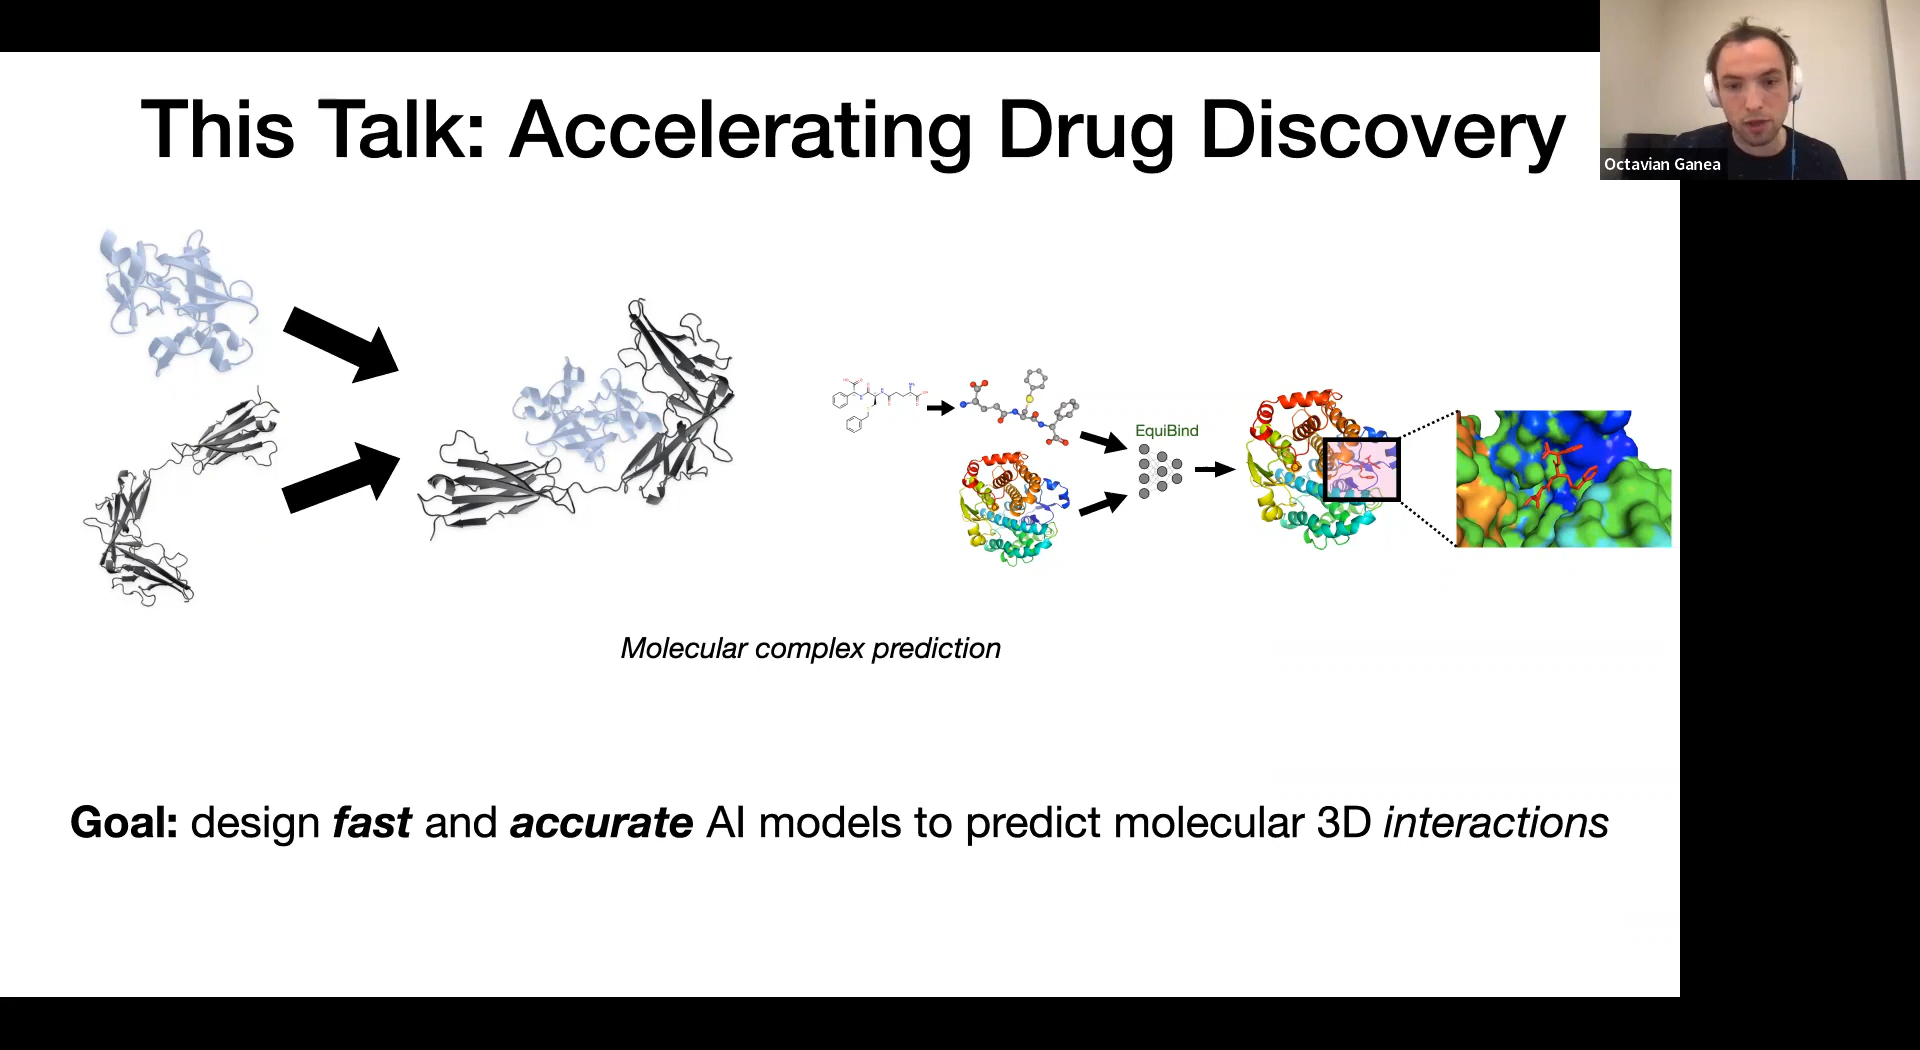 This Talk: Accelerating Drug Discovery
Octavian Ganea
EquiBind
Molecular complex prediction
Goal: design fast and accurate AI models to predict molecular 3D interactions